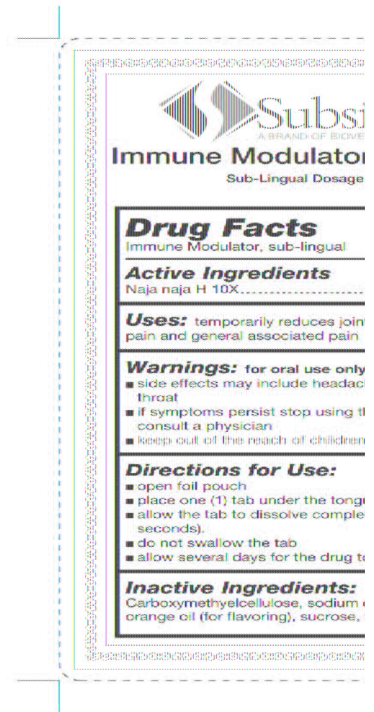 Subsi
A BRAND OF BIOVE
Immune Modulator
Sub-Lingual Dosage
Drug Facts
Immune Modulator, sub-lingual
Active Ingredients
Naja naja H 10X
Uses: temporarily reduces joint
pain and general associated pain
Warnings: for oral use only
■ side effects may include headac
throat
■ if symptoms persist stop using th
consult a physician
■ keep out of the reach of children
Directions for Use:
■ open foil pouch
■ place one (1) tab under the tongu
■ allow the tab to dissolve comple
seconds).
■ do not swallow the tab
■ allow several days for the drug to
Inactive Ingredients:
Carboxymethyelcellulose, sodium
orange oil (for flavoring), sucrose,